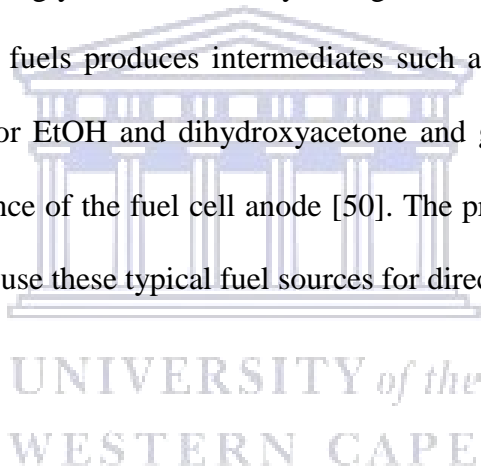 fuels produces intermediates such a
or EtOH and dihydroxyacetone and
nce of the fuel cell anode [50]. The pr
use these typical fuel sources for direc
UNIVERSITY of the
WESTERN CAPE